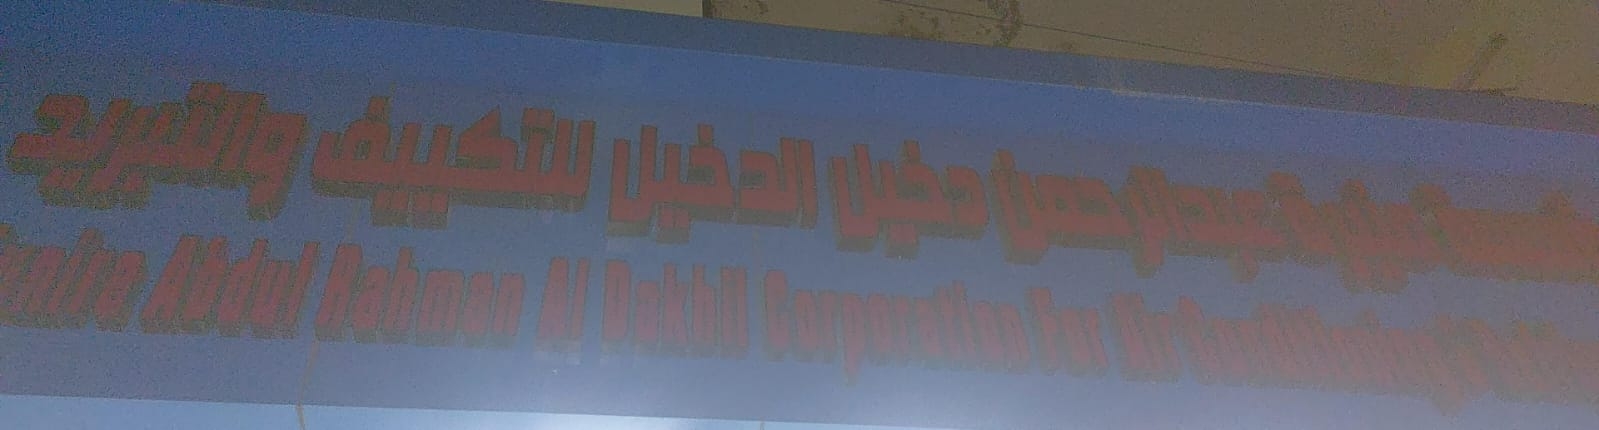 عبدالرحمن دخيل الدخيل للتكييف والتبريد
Abdul Rahman Al Dakhil Corporation For Air Conditioning